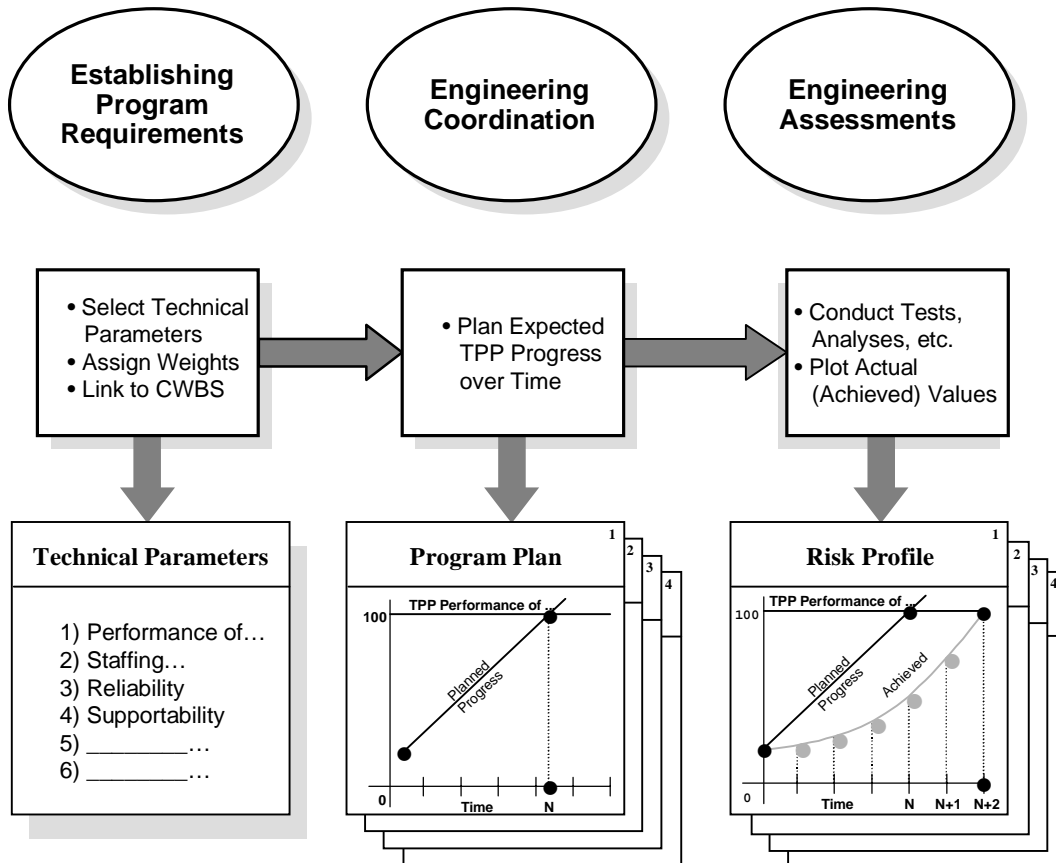 Establishing
Program
Requirements
Engineering
Coordination
Engineering
Assessments
• Select Technical
Parameters
• Assign Weights
• Link to CWBS
• Plan Expected
TPP Progress
over Time
• Conduct Tests,
Analyses, etc.
• Plot Actual
(Achieved) Values
Technical Parameters
1) Performance of…
2) Staffing…
3) Reliability
4) Supportability
5) ________…
6) ________…
1
2
3
4
Program Plan
TPP Performance of ...
100
Planned
Progress
0
Time
N
1
2
3
4
Risk Profile
TPP Performance of ...
100
Planned
Progress
Achieved
0
Time
N
N+1
N+2